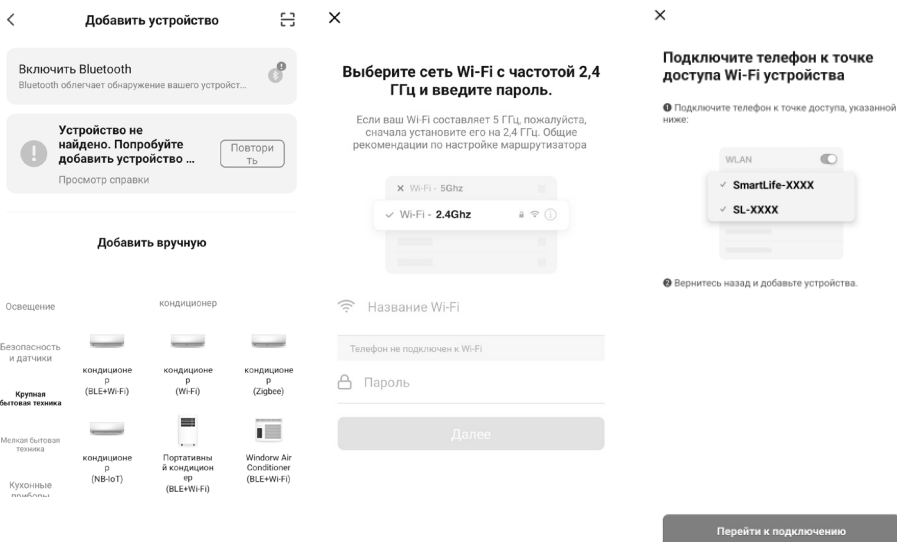 Добавить устройство
Включить Bluetooth
Bluetooth облегчает обнаружение вашего устройст...
Устройство не
найдено. Попробуйте
добавить устройство ...
Повтори
ть
Просмотр справки
Добавить вручную
Освещение
Безопасность
и датчики
Крупная
бытовая техника
Мелкая бытовая
техника
Кухонные
приборы
кондиционер
кондиционе
р
(BLE+Wi-Fi)
кондиционе
р
(Wi-Fi)
кондиционе
р
(Zigbee)
кондиционе
р
(NB-IoT)
Портативны
й кондицион
ер
(BLE+Wi-Fi)
Windorw Air
Conditioner
(BLE+Wi-Fi)
Выберите сеть Wi-Fi с частотой 2,4
ГГц и введите пароль.
Если ваш Wi-Fi составляет 5 ГГц, пожалуйста,
сначала установите его на 2,4 ГГц. Общие
рекомендации по настройке маршрутизатора
Wi-Fi - 5Ghz
Wi-Fi - 2.4Ghz
Название Wi-Fi
Телефон не подключен к Wi-Fi
Пароль
Далее
Подключите телефон к точке
доступа Wi-Fi устройства
❶ Подключите телефон к точке доступа, указанной
ниже:
WLAN
SmartLife-XXXX
SL-XXXX
❷ Вернитесь назад и добавьте устройства.
Перейти к подключению